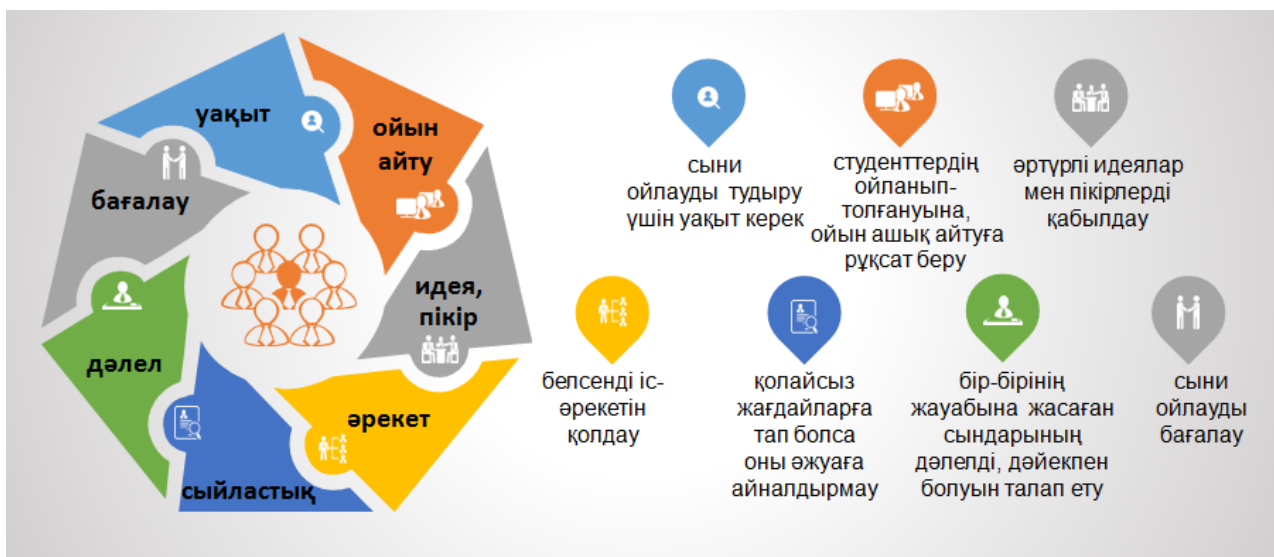 уақыт
ойын
айту
идея,
пікір
әрекет
сыйластық
дәлел
бағалау
сыни
ойлауды тудыру
үшін уақыт керек
студенттердің
ойланып-
толғануына,
ойын ашық айтуға
рұқсат беру
әртүрлі идеялар
мен пікірлерді
қабылдау
белсенді іс-
әрекетін
қолдау
қолайсыз
жағдайларға
тап болса
оны әжуаға
айналдырмау
бір-бірінің
жауабына жасаған
сындарының
дәлелді, дәйекпен
болуын талап ету
сыни
ойлауды
бағалау